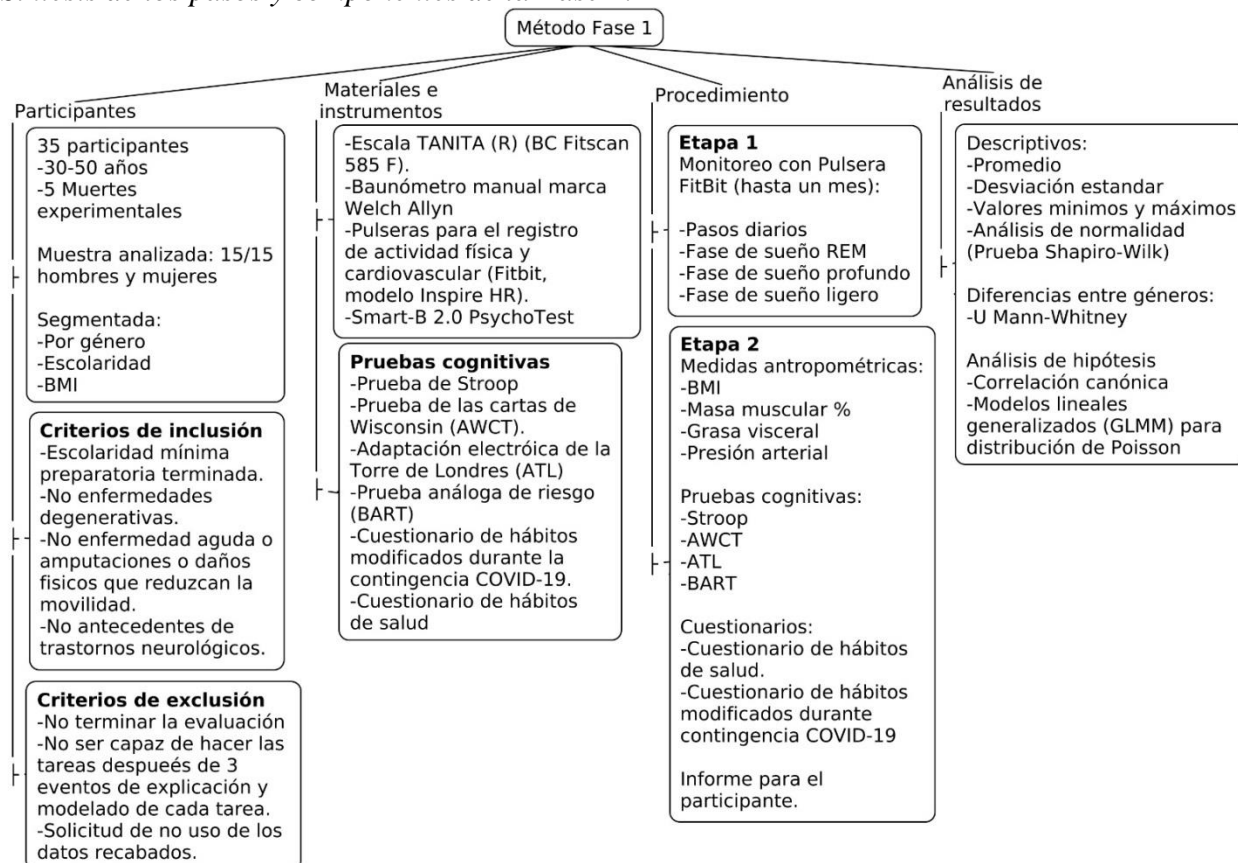 de los pasos y componentes de la Fase 1.
Método Fase 1
Participantes
35 participantes
-30-50 años
-5 Muertes
experimentales
Muestra analizada: 15/15
hombres y mujeres
Segmentada:
-Por género
-Escolaridad
-BMI
Criterios de inclusión
-Escolaridad mínima
preparatoria terminada.
-No enfermedades
degenerativas.
-No enfermedad aguda o
amputaciones o daños
fisicos que reduzcan la
movilidad.
-No antecedentes de
trastornos neurológicos.
Criterios de exclusión
-No terminar la evaluación
-No ser capaz de hacer las
tareas despueés de 3
eventos de explicación y
modelado de cada tarea.
-Solicitud de no uso de los
datos recabados.
Materiales e
instrumentos
-Escala TANITA (R) (BC Fitscan
585 F).
-Baunómetro manual marca
Welch Allyn
-Pulseras para el registro
de actividad física y
cardiovascular (Fitbit,
modelo Inspire HR).
-Smart-B 2.0 PsychoTest
Pruebas cognitivas
-Prueba de Stroop
-Prueba de las cartas de
Wisconsin (AWCT).
-Adaptación electróica de la
Torre de Londres (ATL)
-Prueba análoga de riesgo
(BART)
-Cuestionario de hábitos
modificados durante la
contingencia COVID-19.
-Cuestionario de hábitos
de salud
Procedimiento
Etapa 1
Monitoreo con Pulsera
FitBit (hasta un mes):
-Pasos diarios
-Fase de sueño REM
-Fase de sueño profundo
-Fase de sueño ligero
Etapa 2
Medidas antropométricas:
-BMI
-Masa muscular %
-Grasa visceral
-Presión arterial
Pruebas cognitivas:
-Stroop
-AWCT
-ATL
-BART
Cuestionarios:
-Cuestionario de hábitos
de salud.
-Cuestionario de hábitos
modificados durante
contingencia COVID-19
Informe para el
participante.
Análisis de
resultados
Descriptivos:
-Promedio
-Desviación estandar
-Valores minimos y máximos
-Análisis de normalidad
(Prueba Shapiro-Wilk)
Diferencias entre géneros:
-U Mann-Whitney
Análisis de hipótesis
-Correlación canónica
-Modelos lineales
generalizados (GLMM) para
distribución de Poisson